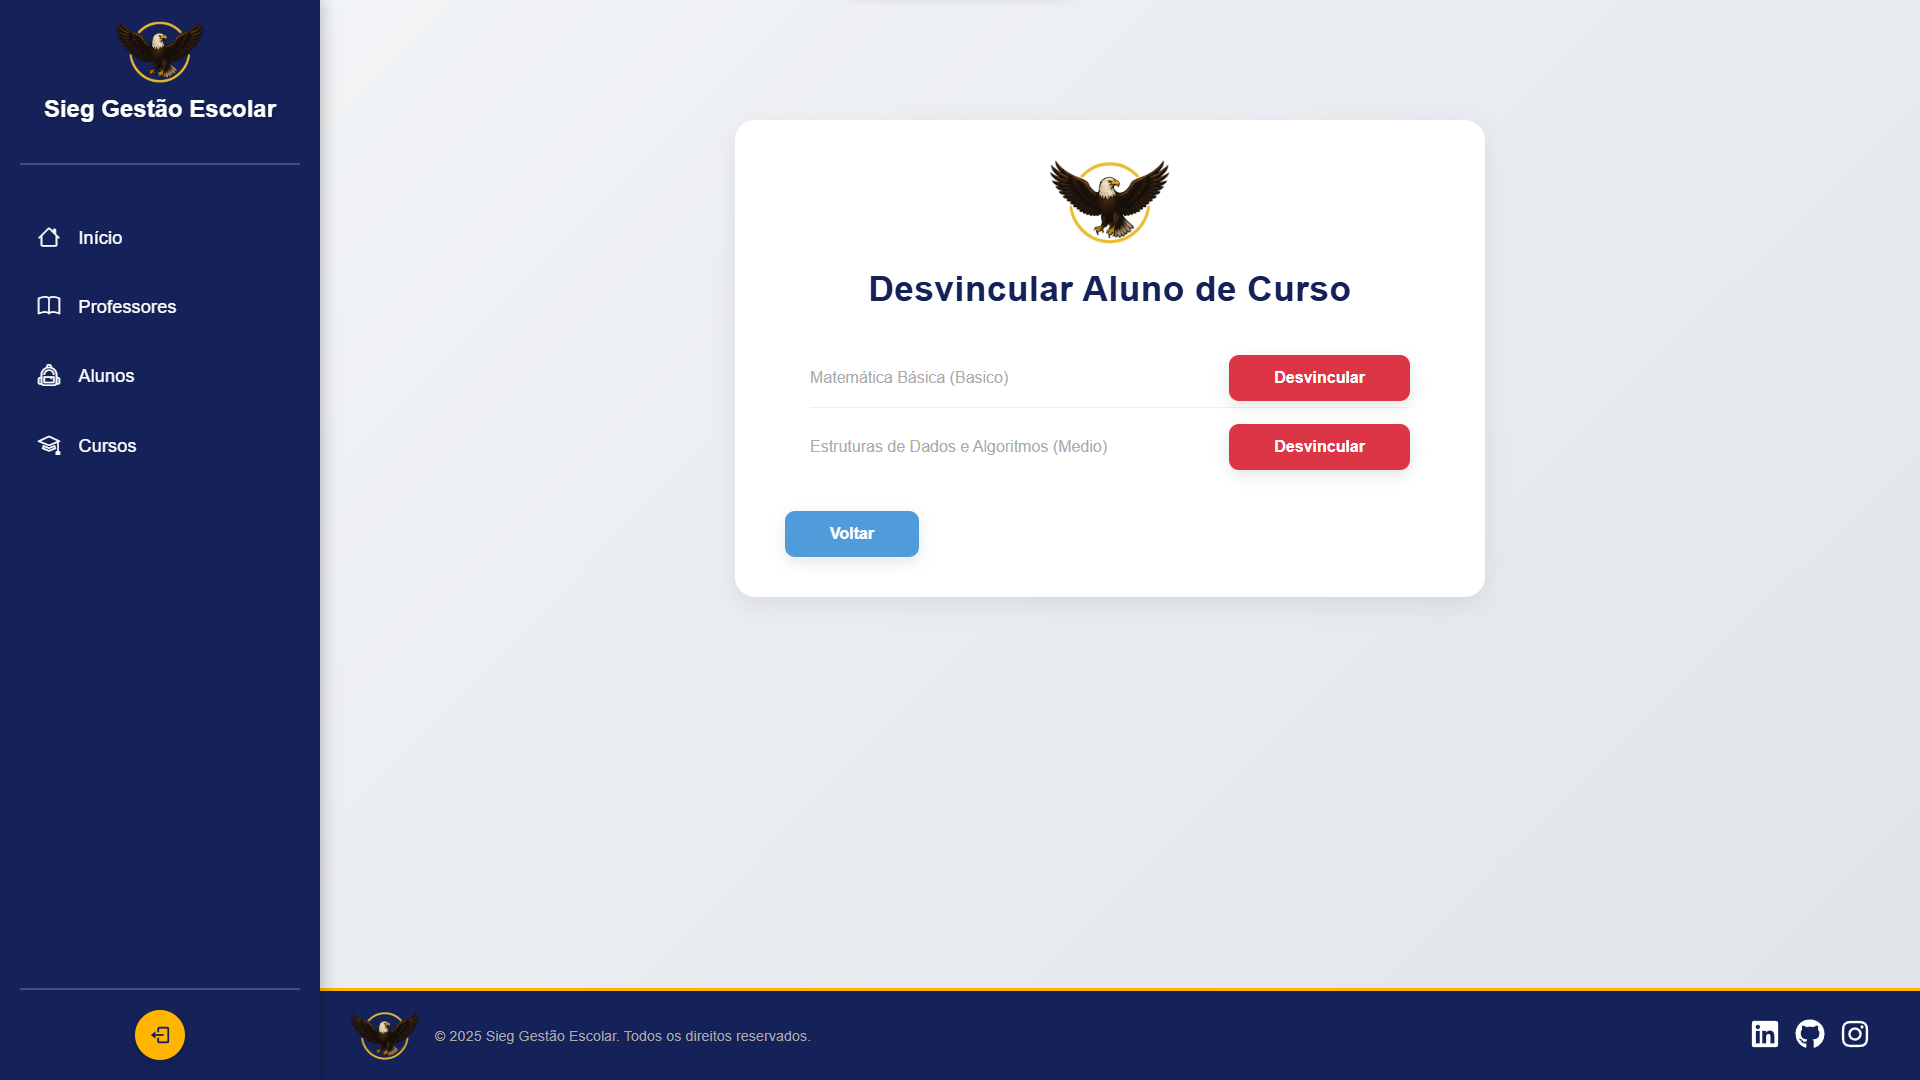 Sieg Gestão Escolar
Início
Professores
Alunos
Cursos
Desvincular Aluno de Curso
Matemática Básica (Basico)
Desvincular
Estruturas de Dados e Algoritmos (Medio)
Desvincular
Voltar
© 2025 Sieg Gestão Escolar. Todos os direitos reservados.